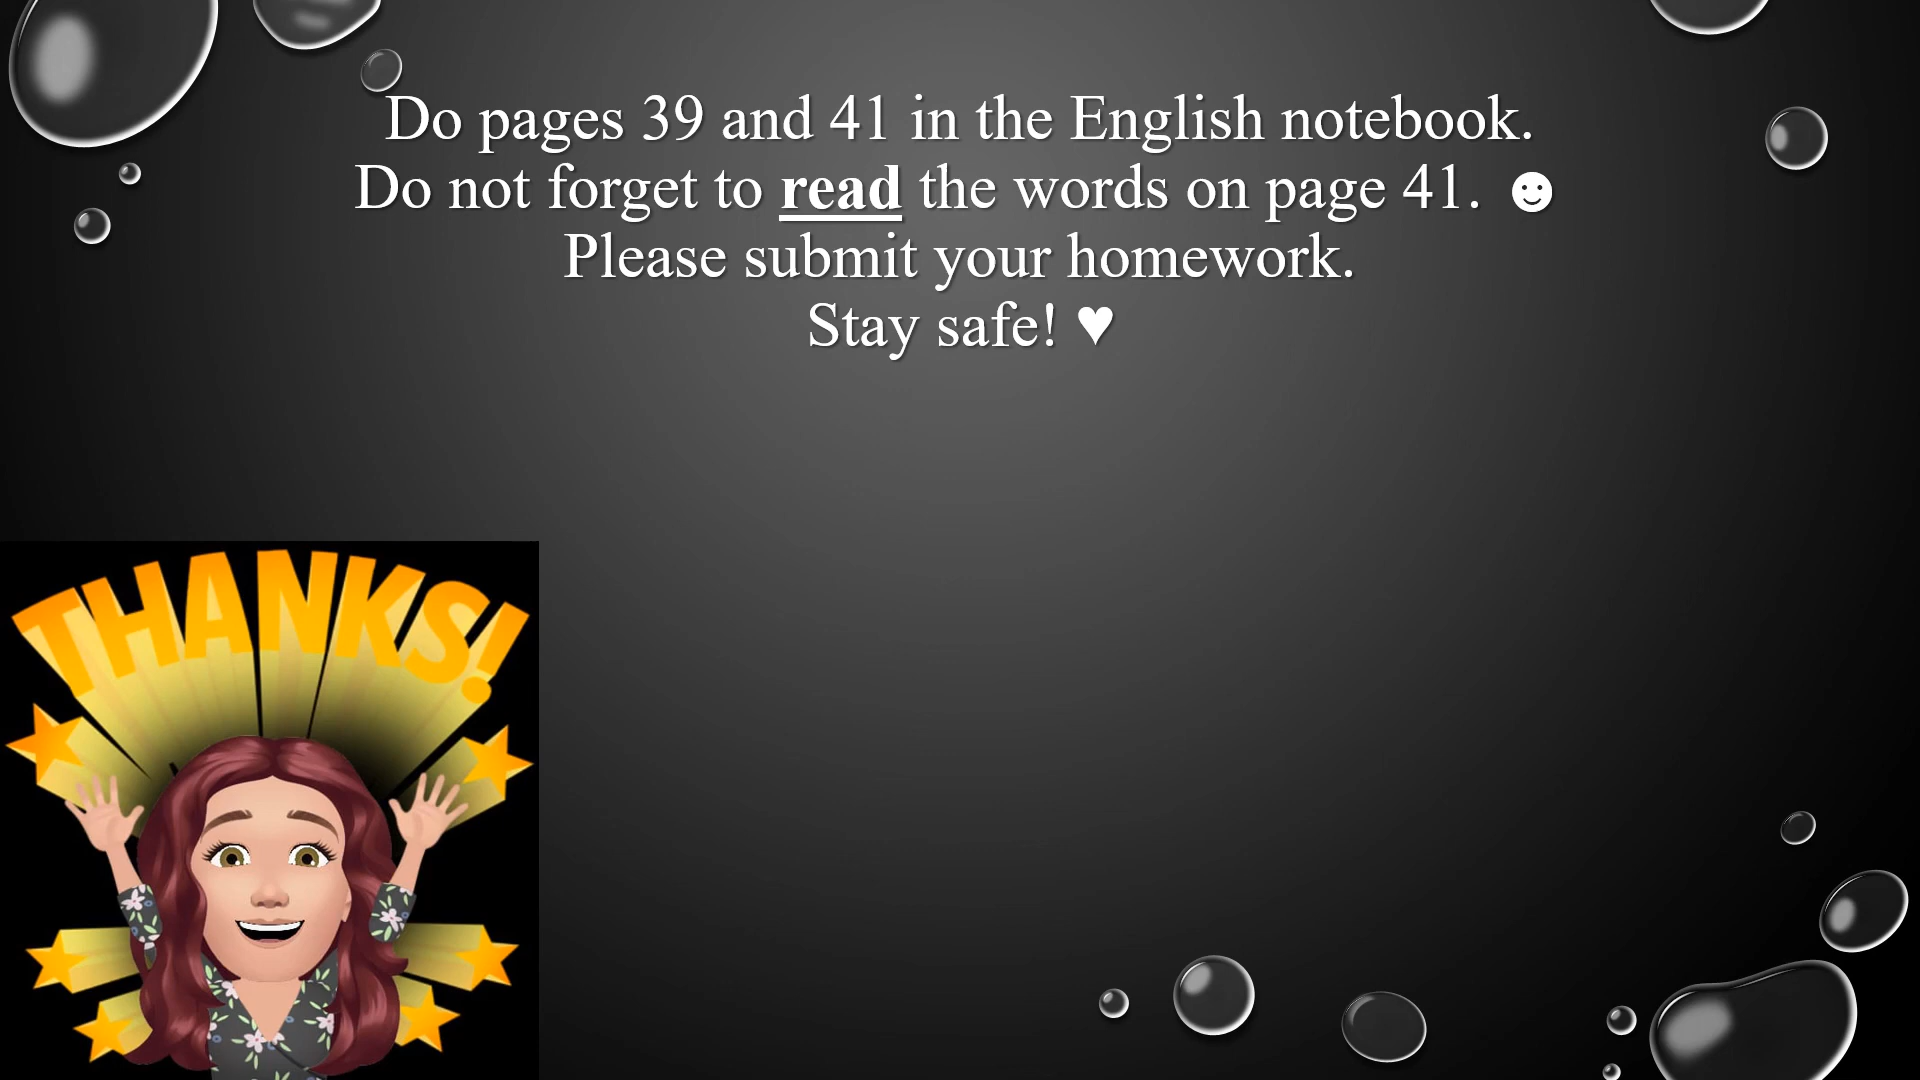 Do pages 39 and 41 in the English notebook.
Do not forget to read the words on page 41. ☻
Please submit your homework.
Stay safe! ♥
THANKS!